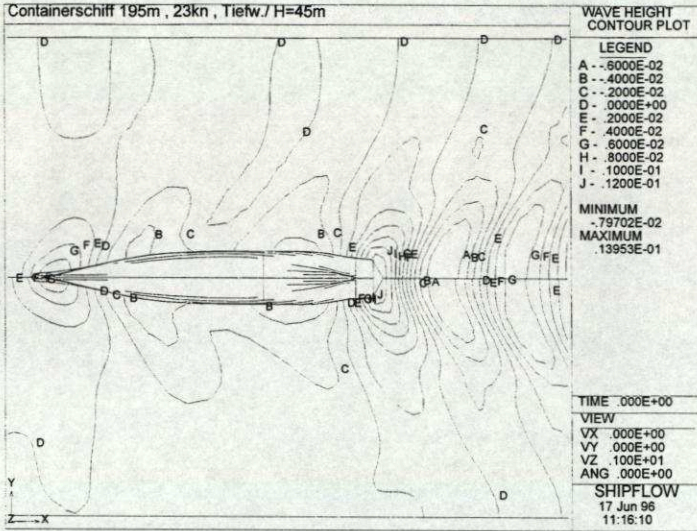 Containerschiff 195m , 23kn , Tiefw./ H=45m
WAVE HEIGHT
CONTOUR PLOT
LEGEND
A - -.6000E-02
B - -.4000E-02
C - -.2000E-02
D - .0000E+00
E - .2000E-02
F - .4000E-02
G - .6000E-02
H - .8000E-02
I - .1000E-01
J - .1200E-01
MINIMUM
-.79702E-02
MAXIMUM
.13953E-01
D D D D D
D C
B C B C E E
G F E D E J I H G E A B C G F E
E D C B A D E F G E
D C B B D E F G H J
C
D
D
Y
Z X
TIME .000E+00
VIEW
VX .000E+00
VY .000E+00
VZ .100E+01
ANG .000E+00
SHIPFLOW
17 Jun 96
11:16:10